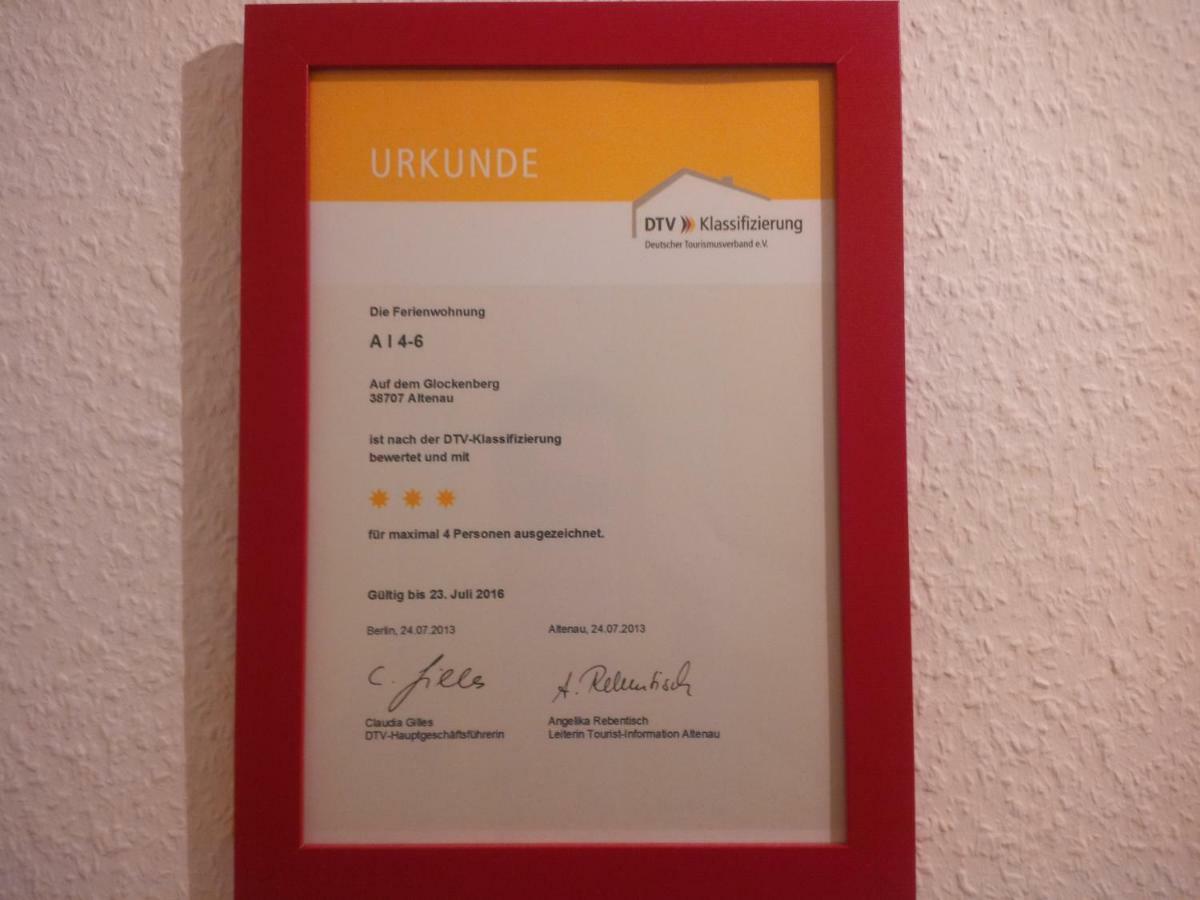 URKUNDE
DTV Klassifizierung
Deutscher Tourismusverband e.V.
Die Ferienwohnung
A I 4-6
Auf dem Glockenberg
38707 Altenau
ist nach der DTV-Klassifizierung
bewertet und mit
für maximal 4 Personen ausgezeichnet.
Gültig bis 23. Juli 2016
Berlin, 24.07.2013
Altenau, 24.07.2013
C. Gilles
A. Rebentisch
Claudia Gilles
DTV-Hauptgeschäftsführerin
Angelika Rebentisch
Leiterin Tourist-Information Altenau